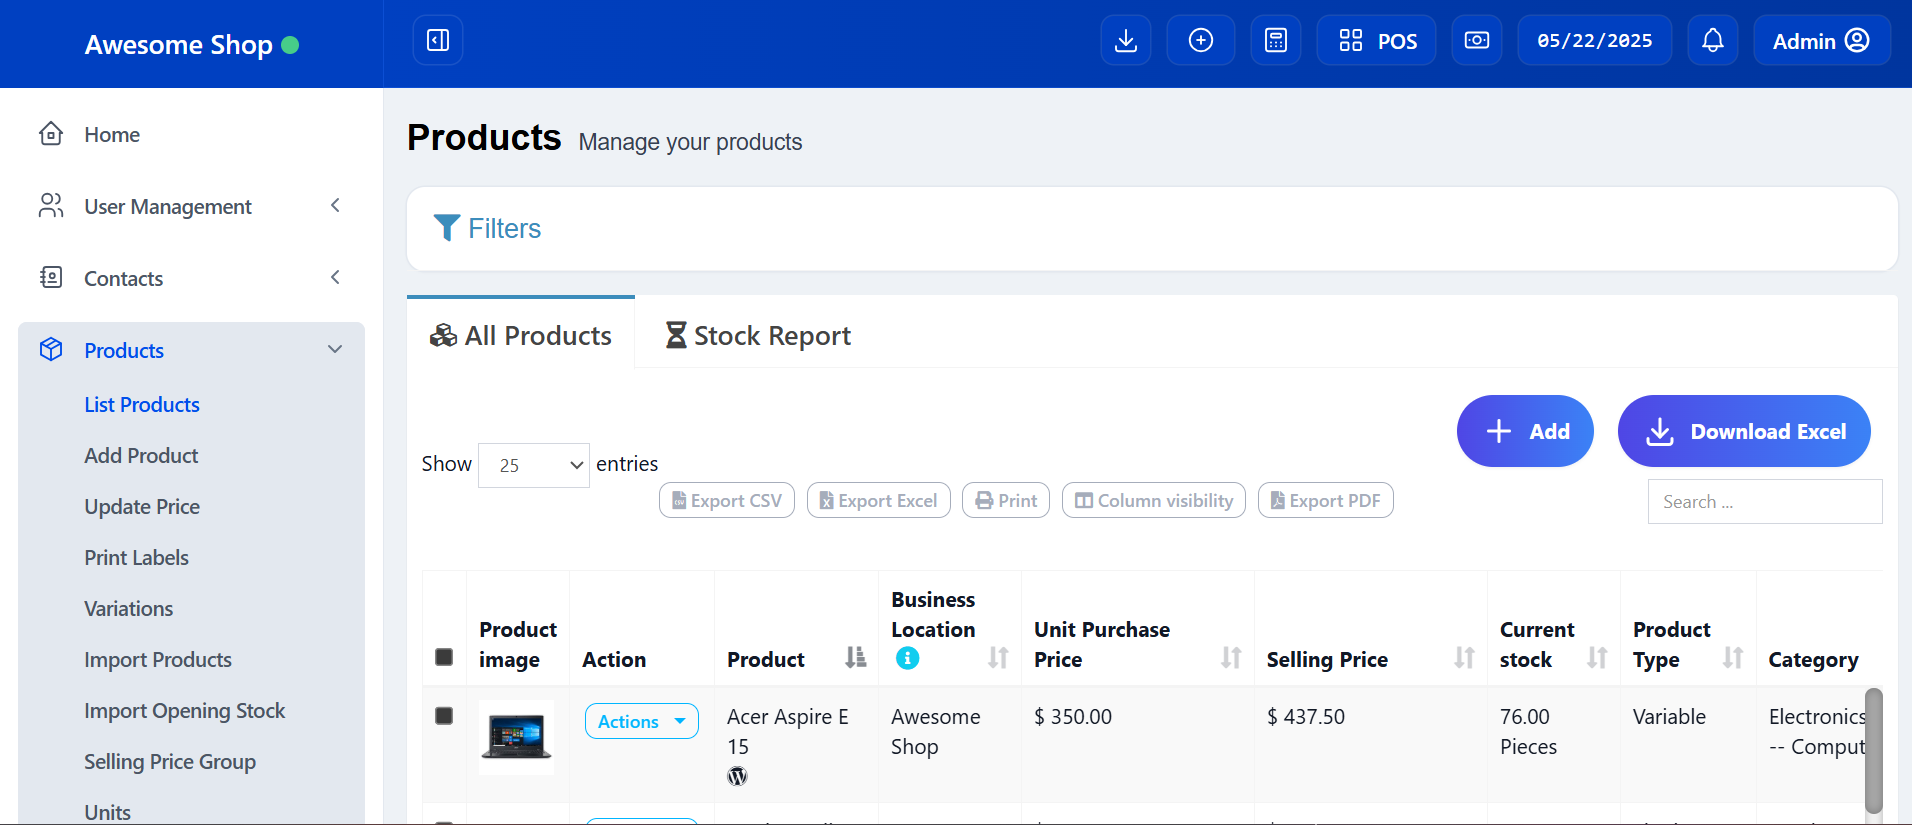 Awesome Shop
POS
05/22/2025
Admin
Home
User Management
Contacts
Products
List Products
Add Product
Update Price
Print Labels
Variations
Import Products
Import Opening Stock
Selling Price Group
Units
Products Manage your products
Filters
All Products
Stock Report
Add
Download Excel
Show 25 entries
Export CSV
Export Excel
Print
Column visibility
Export PDF
Search ...
Product
image
Action
Product
Business
Location
Unit Purchase
Price
Selling Price
Current
stock
Product
Type
Category
Actions
Acer Aspire E
15
Awesome
Shop
$ 350.00
$ 437.50
76.00
Pieces
Variable
Electronics
-- Comput